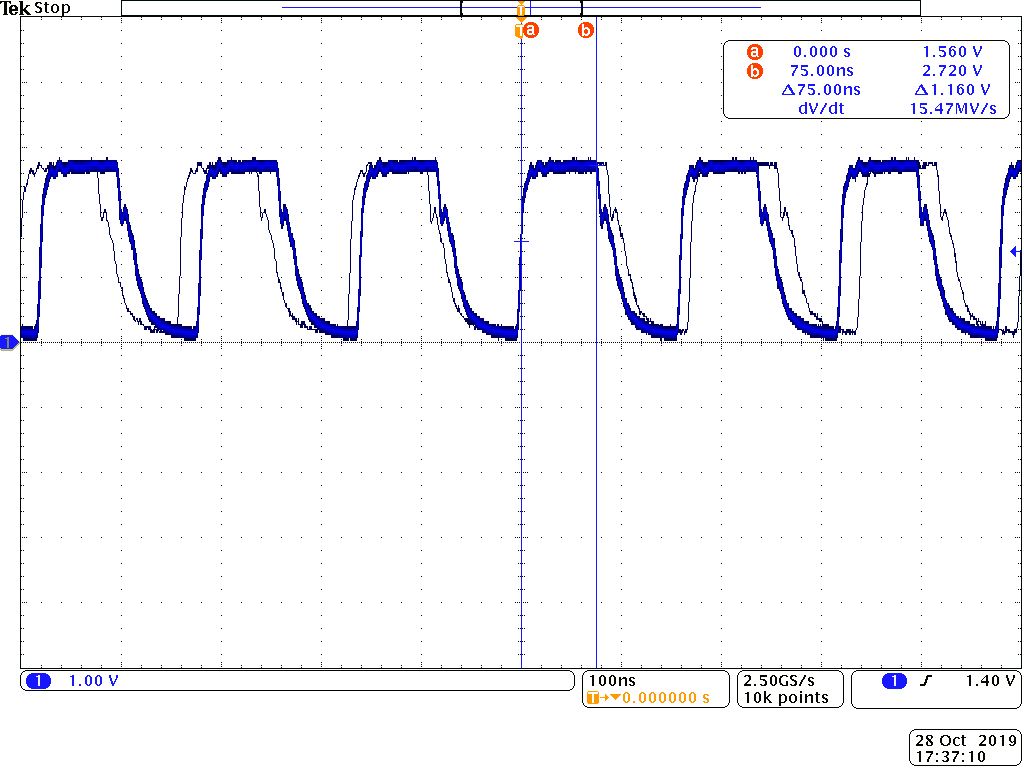 Tek Stop
T
T a b
a 0.000 s 1.560 V
b 75.00ns 2.720 V
Δ75.00ns Δ1.160 V
dV/dt 15.47MV/s
1
1 1.00 V
100ns
T→▼0.000000 s
2.50GS/s
10k points
1 ƒ 1.40 V
28 Oct 2019
17:37:10